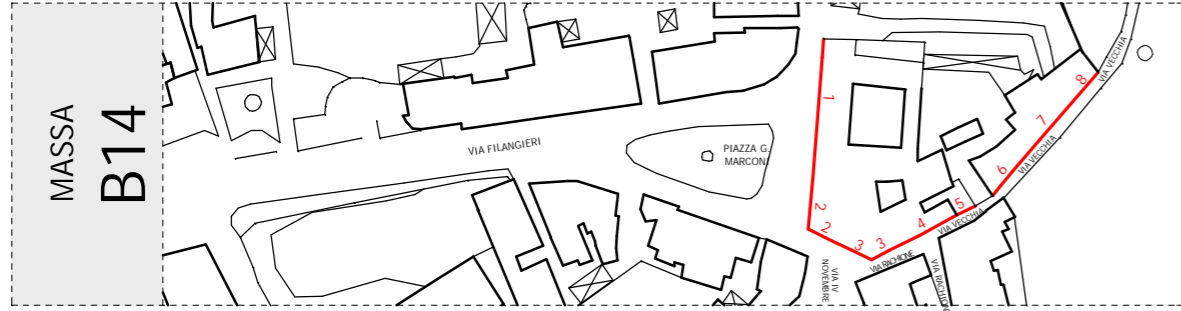 MASSA
B14
VIA FILANGIERI
PIAZZA G.
MARCONI
1
2
2
3
3
4
5
6
7
8
VIA VECCHIA
VIA VECCHIA
VIA VECCHIA
VIA RACHIONE
VIA RACHION
VIA IV
NOVEMBRE